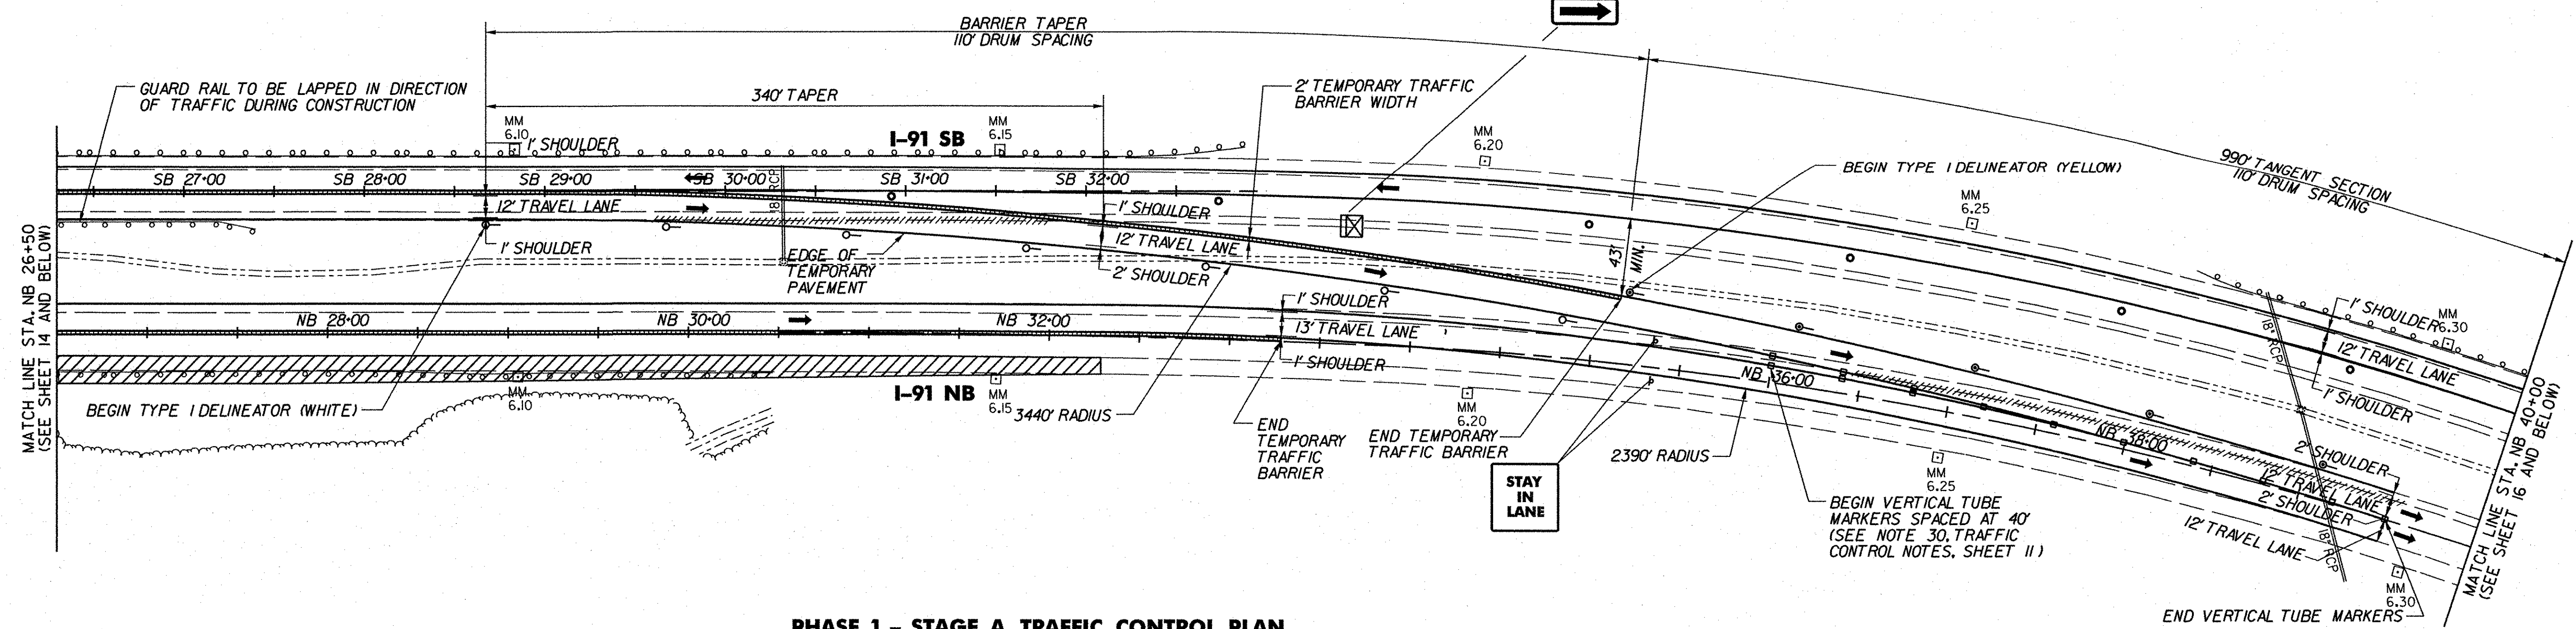 BARRIER TAPER
110' DRUM SPACING
GUARD RAIL TO BE LAPPED IN DIRECTION
OF TRAFFIC DURING CONSTRUCTION
340' TAPER
2' TEMPORARY TRAFFIC
BARRIER WIDTH
MM
6.10
1' SHOULDER
I-91 SB
MM
6.15
MM
6.20
BEGIN TYPE I DELINEATOR (YELLOW)
990' TANGENT SECTION
110' DRUM SPACING
MM
6.25
SB 27+00
SB 28+00
SB 29+00
SB 30+00
SB 31+00
SB 32+00
18" RCP
12' TRAVEL LANE
1' SHOULDER
1' SHOULDER
12' TRAVEL LANE
2' SHOULDER
43'
MIN.
EDGE OF
TEMPORARY
PAVEMENT
MATCH LINE STA. NB 26+50
(SEE SHEET 14 AND BELOW)
NB 28+00
NB 30+00
NB 32+00
1' SHOULDER
13' TRAVEL LANE
1' SHOULDER
1' SHOULDER
MM
6.30
12' TRAVEL LANE
1' SHOULDER
18" RCP
NB 36+00
NB 38+00
2' SHOULDER
12' TRAVEL LANE
2' SHOULDER
12' TRAVEL LANE
18" RCP
BEGIN TYPE I DELINEATOR (WHITE)
MM
6.10
I-91 NB
MM
6.15
3440' RADIUS
END
TEMPORARY
TRAFFIC
BARRIER
MM
6.20
END TEMPORARY
TRAFFIC BARRIER
STAY
IN
LANE
2390' RADIUS
MM
6.25
BEGIN VERTICAL TUBE
MARKERS SPACED AT 40'
(SEE NOTE 30, TRAFFIC
CONTROL NOTES, SHEET 11)
MATCH LINE STA. NB 40+00
(SEE SHEET 16 AND BELOW)
MM
6.30
END VERTICAL TUBE MARKERS
PHASE 1 - STAGE A TRAFFIC CONTROL PLAN